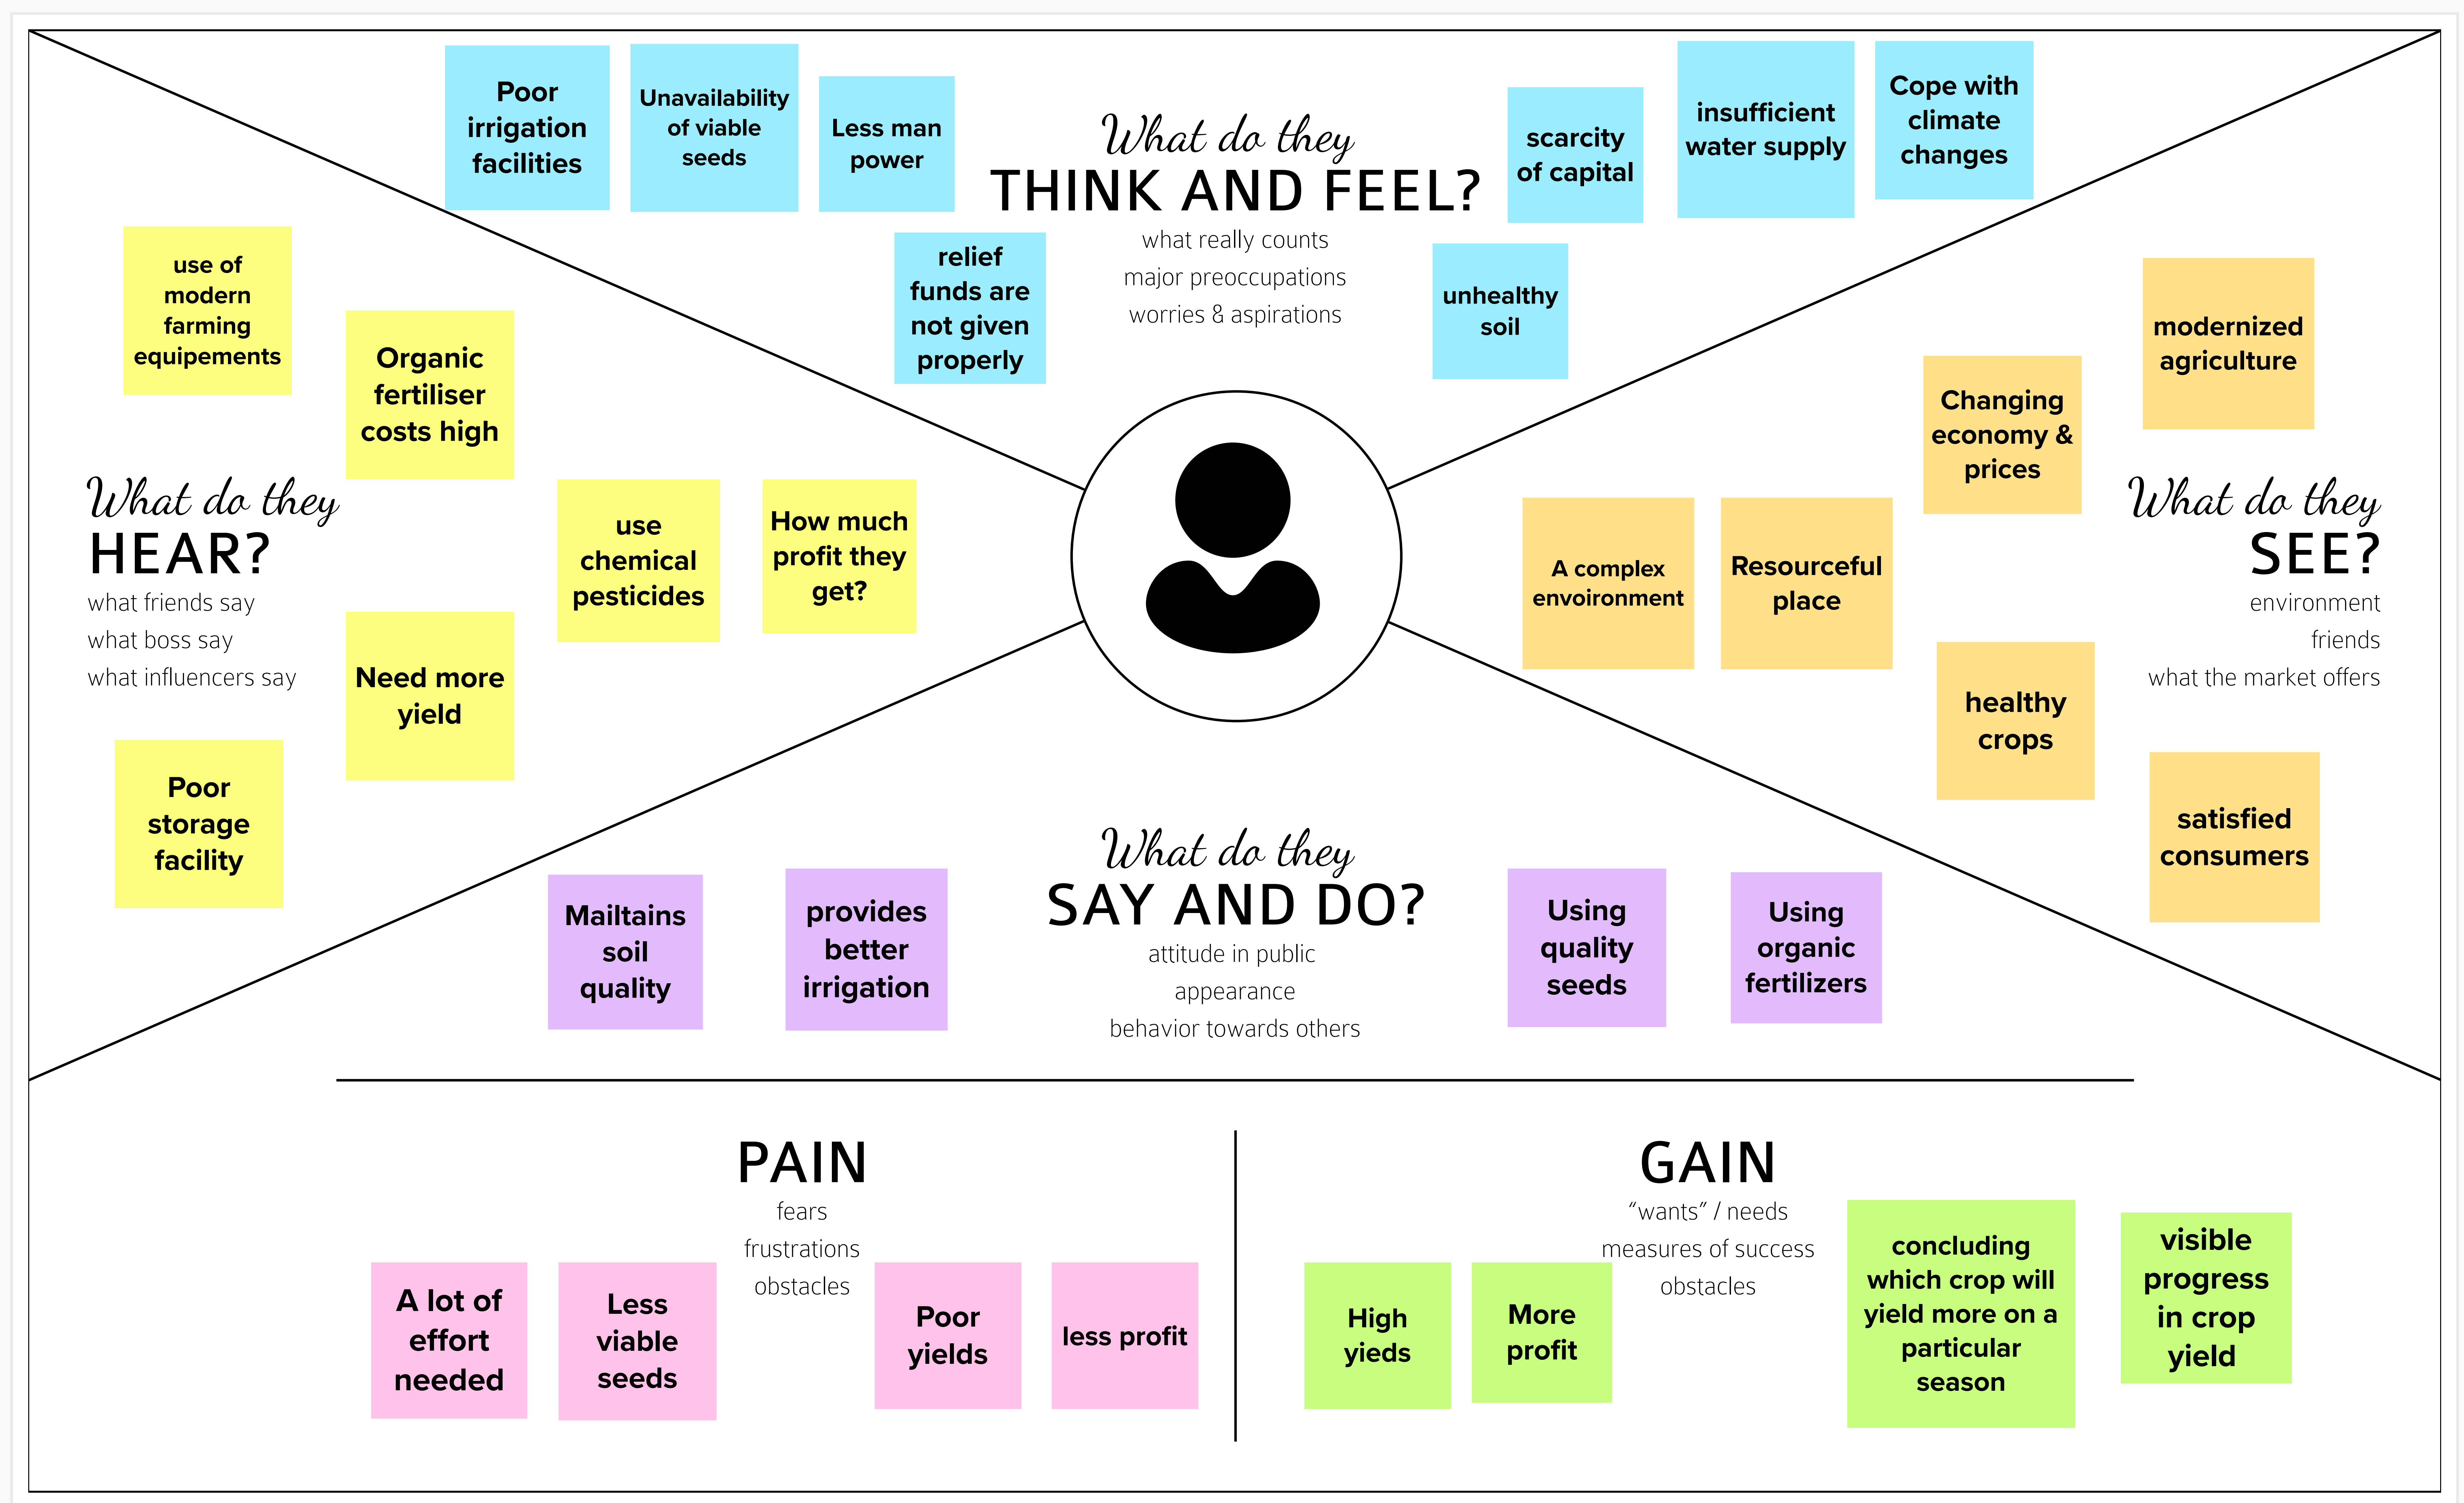 Poor
irrigation
facilities
Unavailability
of viable
seeds
Less man
power
relief
funds are
not given
properly
What do they
THINK AND FEEL?
what really counts
major preoccupations
worries & aspirations
scarcity
of capital
insufficient
water supply
Cope with
climate
changes
unhealthy
soil
use of
modern
farming
equipements
Organic
fertiliser
costs high
What do they
HEAR?
what friends say
what boss say
what influencers say
use
chemical
pesticides
How much
profit they
get?
Need more
yield
Poor
storage
facility
modernized
agriculture
Changing
economy &
prices
What do they
SEE?
environment
friends
what the market offers
A complex
envoironment
Resourceful
place
healthy
crops
satisfied
consumers
What do they
SAY AND DO?
attitude in public
appearance
behavior towards others
Mailtains
soil
quality
provides
better
irrigation
Using
quality
seeds
Using
organic
fertilizers
PAIN
fears
frustrations
obstacles
A lot of
effort
needed
Less
viable
seeds
Poor
yields
less profit
GAIN
“wants” / needs
measures of success
obstacles
High
yieds
More
profit
concluding
which crop will
yield more on a
particular
season
visible
progress
in crop
yield